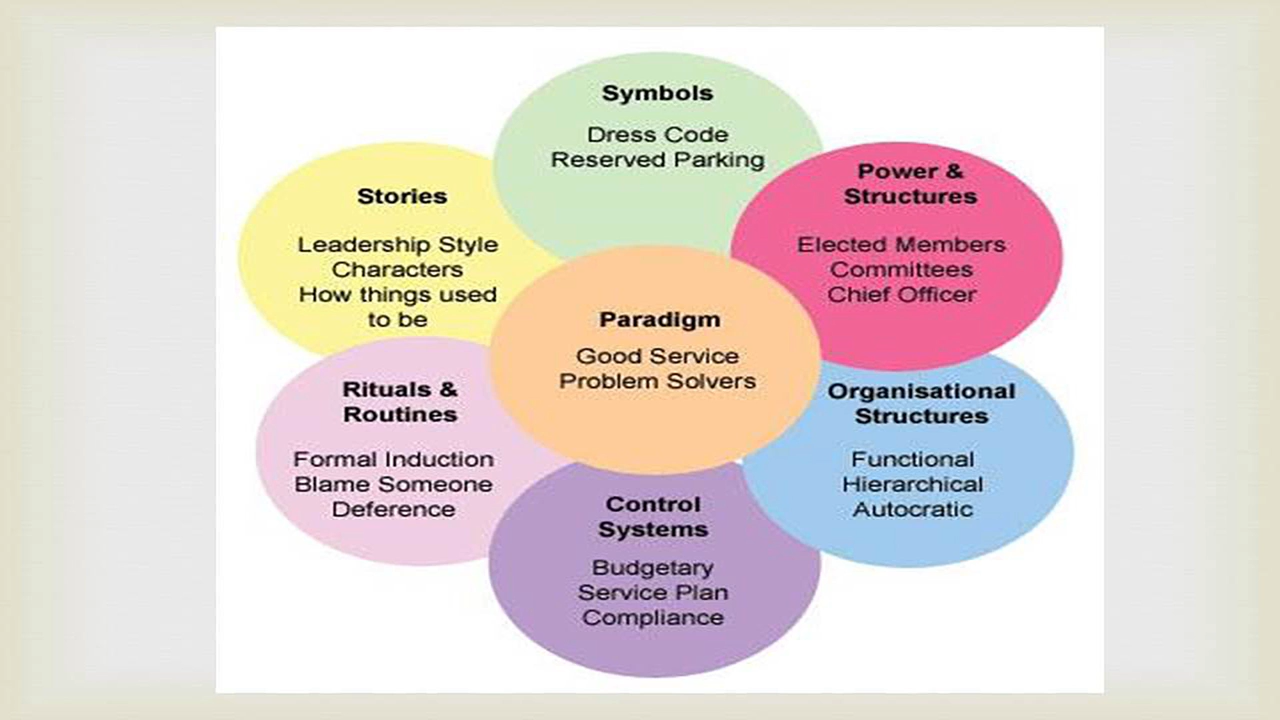 Symbols
Dress Code
Reserved Parking
Stories
Leadership Style
Characters
How things used
to be
Power &
Structures
Elected Members
Committees
Chief Officer
Paradigm
Good Service
Problem Solvers
Rituals &
Routines
Formal Induction
Blame Someone
Deference
Organisational
Structures
Functional
Hierarchical
Autocratic
Control
Systems
Budgetary
Service Plan
Compliance